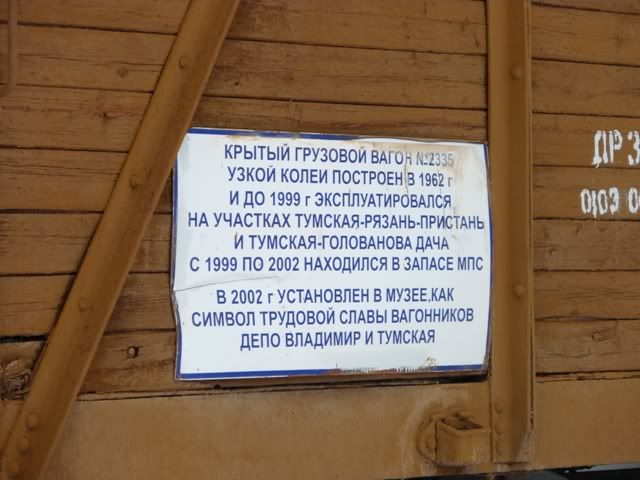 КРЫТЫЙ ГРУЗОВОЙ ВАГОН №2335
УЗКОЙ КОЛЕИ ПОСТРОЕН В 1962 г
И ДО 1999 г ЭКСПЛУАТИРОВАЛСЯ
НА УЧАСТКАХ ТУМСКАЯ-РЯЗАНЬ-ПРИСТАНЬ
И ТУМСКАЯ-ГОЛОВАНОВА ДАЧА
С 1999 ПО 2002 НАХОДИЛСЯ В ЗАПАСЕ МПС
В 2002 г УСТАНОВЛЕН В МУЗЕЕ,КАК
СИМВОЛ ТРУДОВОЙ СЛАВЫ ВАГОННИКОВ
ДЕПО ВЛАДИМИР И ТУМСКАЯ
ДР